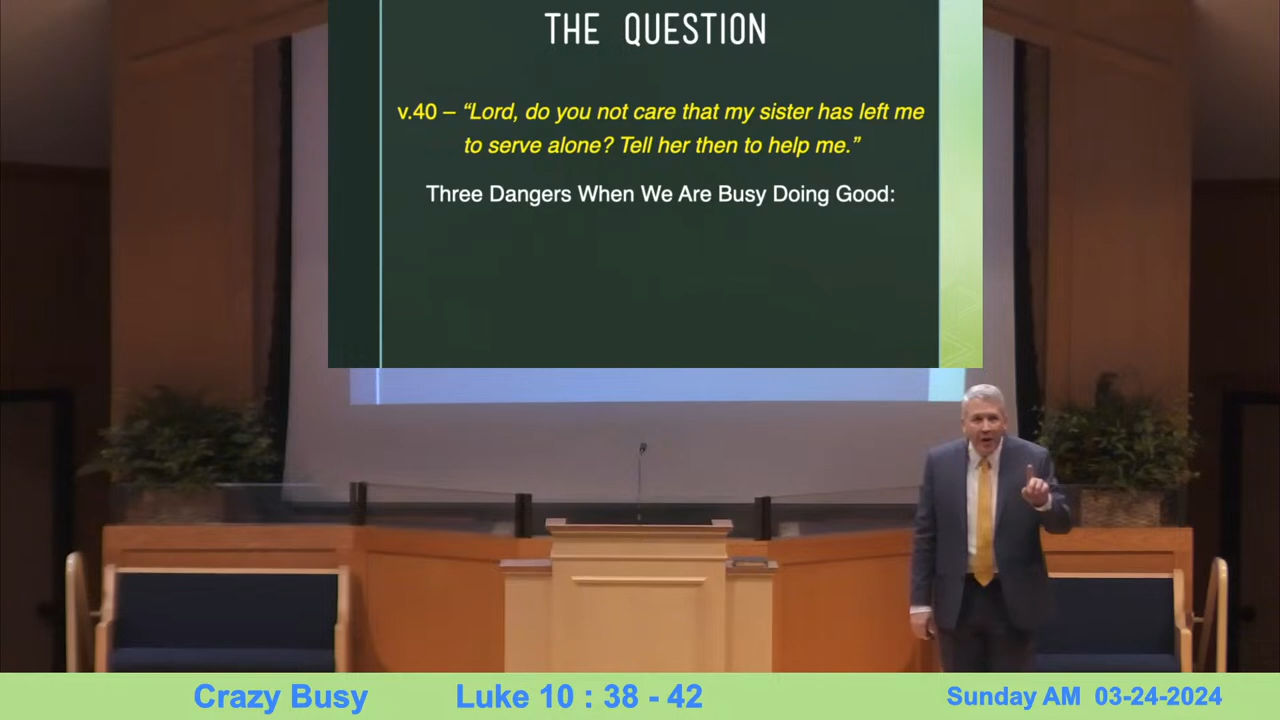 THE QUESTION
v.40 – “Lord, do you not care that my sister has left me
to serve alone? Tell her then to help me.”
Three Dangers When We Are Busy Doing Good:
Crazy Busy Luke 10 : 38 - 42 Sunday AM 03-24-2024